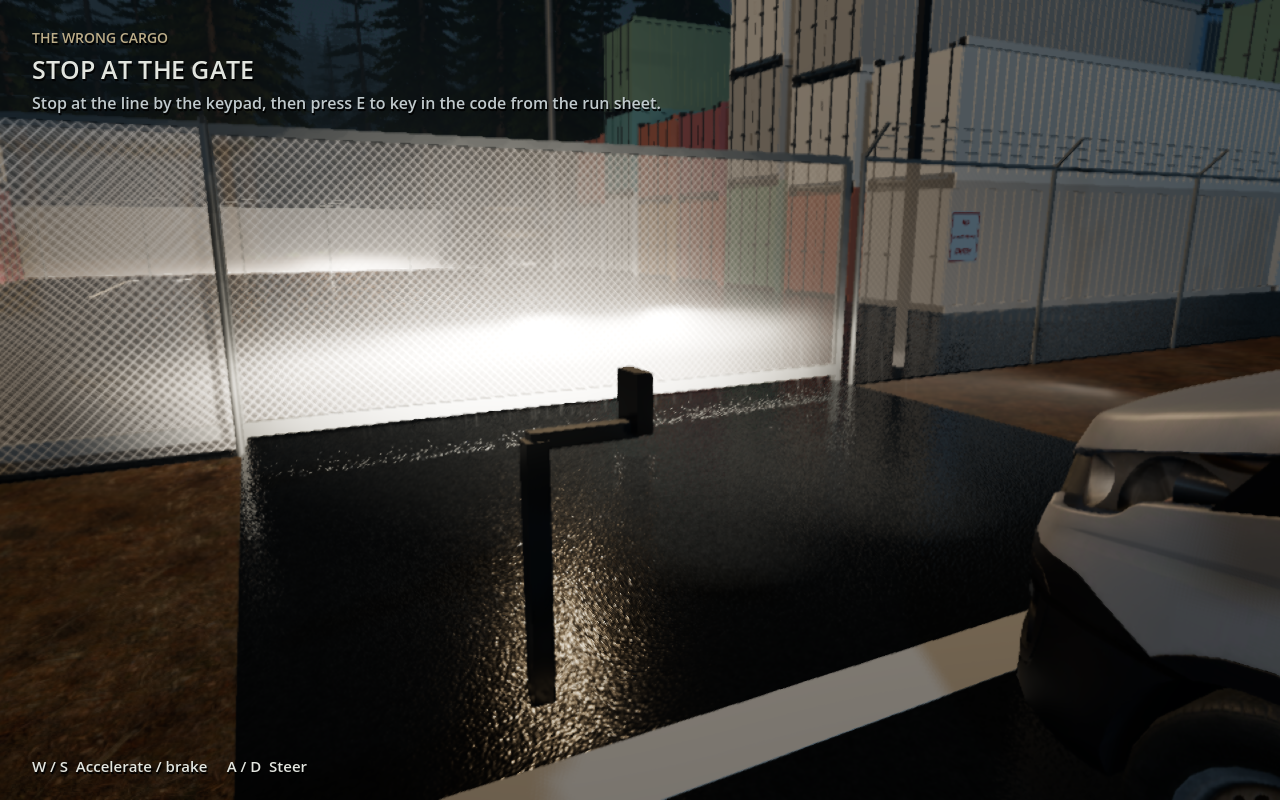 THE WRONG CARGO
STOP AT THE GATE
Stop at the line by the keypad, then press E to key in the code from the run sheet.
W / S Accelerate / brake A / D Steer